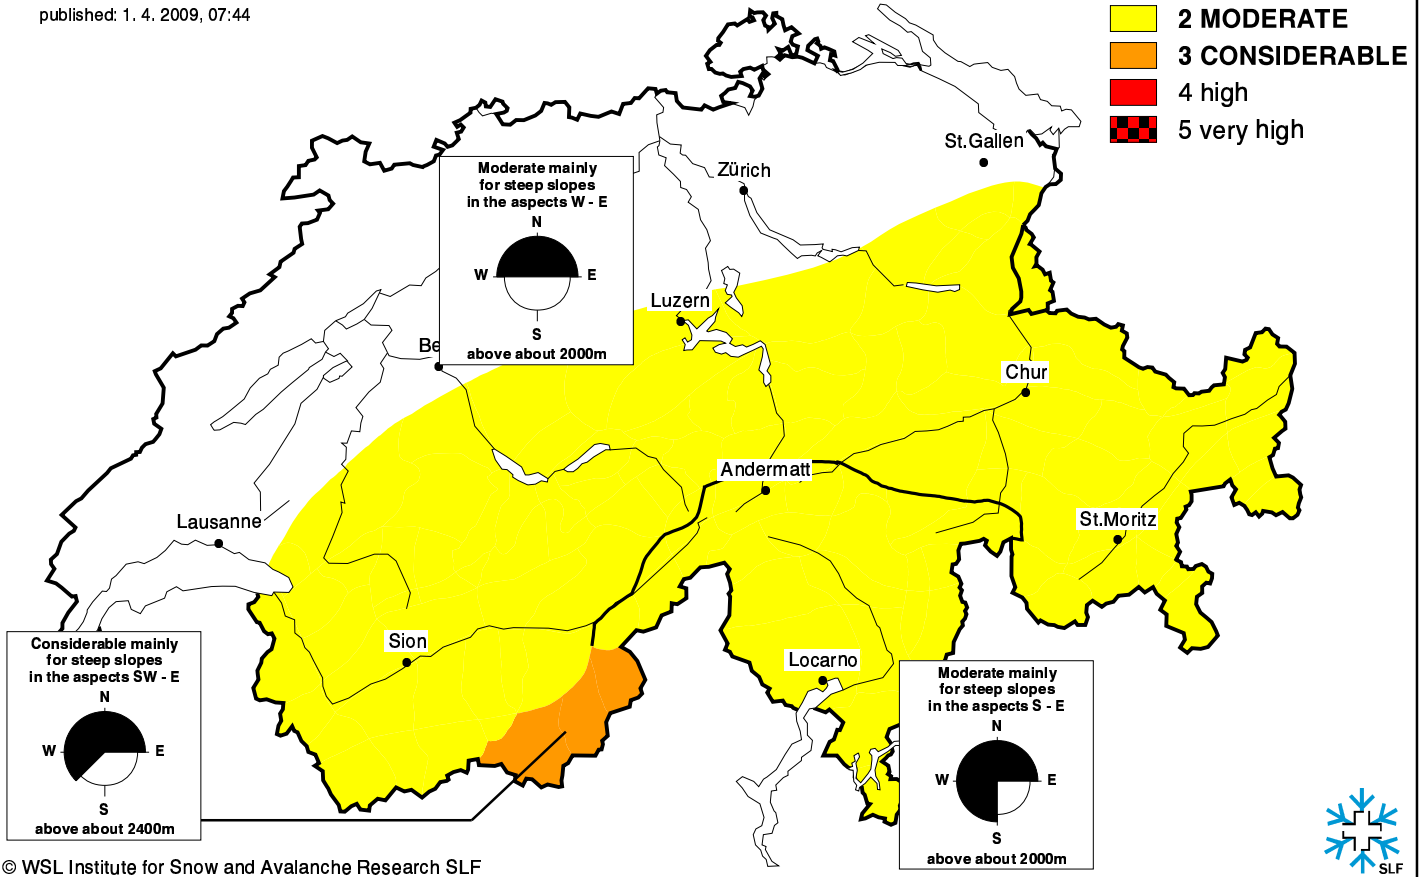 published: 1. 4. 2009, 07:44
2 MODERATE
3 CONSIDERABLE
4 high
5 very high
St.Gallen
Zürich
Moderate mainly
for steep slopes
in the aspects W - E
N
W E
S
above about 2000m
Luzern
Be
Chur
Andermatt
Lausanne
St.Moritz
Sion
Locarno
Considerable mainly
for steep slopes
in the aspects SW - E
N
W E
S
above about 2400m
Moderate mainly
for steep slopes
in the aspects S - E
N
W E
S
above about 2000m
SLF
© WSL Institute for Snow and Avalanche Research SLF